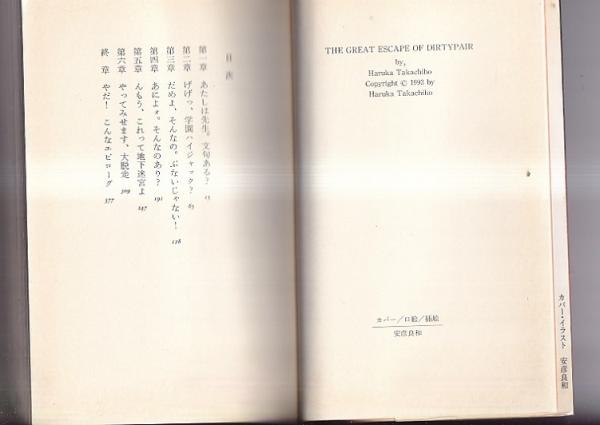 THE GREAT ESCAPE OF DIRTYPAIR
by,
Haruka Takachiho
Copyright © 1993 by
Haruka Takachiho
カバー／口絵／挿絵
安彦良和
カバー・イラスト 安彦良和
目次
第一章 あたしは先生。文句ある?
第二章 げげっ、学園ハイジャック?
第三章 だめよ、そんなの。ぶないじゃない!
第四章 あによォ。そんなのあり? 191
第五章 んもう、これって地下迷宮よ
第六章 やってみせます、大脱走 309
終章 やだ! こんなエピローグ 377